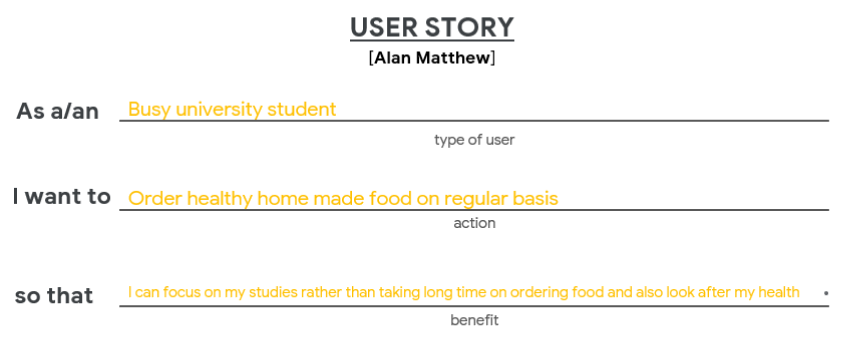 USER STORY
[Alan Matthew]
As a/an Busy university student
type of user
I want to Order healthy home made food on regular basis
action
so that I can focus on my studies rather than taking long time on ordering food and also look after my health .
benefit